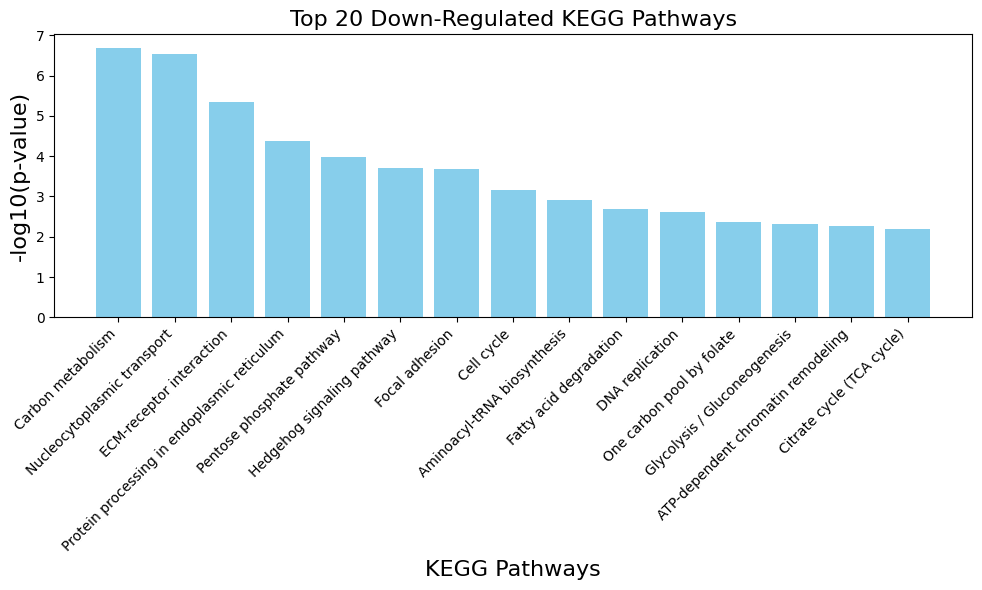 Top 20 Down-Regulated KEGG Pathways
-log10(p-value)
7
6
5
4
3
2
1
0
Carbon metabolism
Nucleocytoplasmic transport
ECM-receptor interaction
Protein processing in endoplasmic reticulum
Pentose phosphate pathway
Hedgehog signaling pathway
Focal adhesion
Cell cycle
Aminoacyl-tRNA biosynthesis
Fatty acid degradation
DNA replication
One carbon pool by folate
Glycolysis / Gluconeogenesis
ATP-dependent chromatin remodeling
Citrate cycle (TCA cycle)
KEGG Pathways